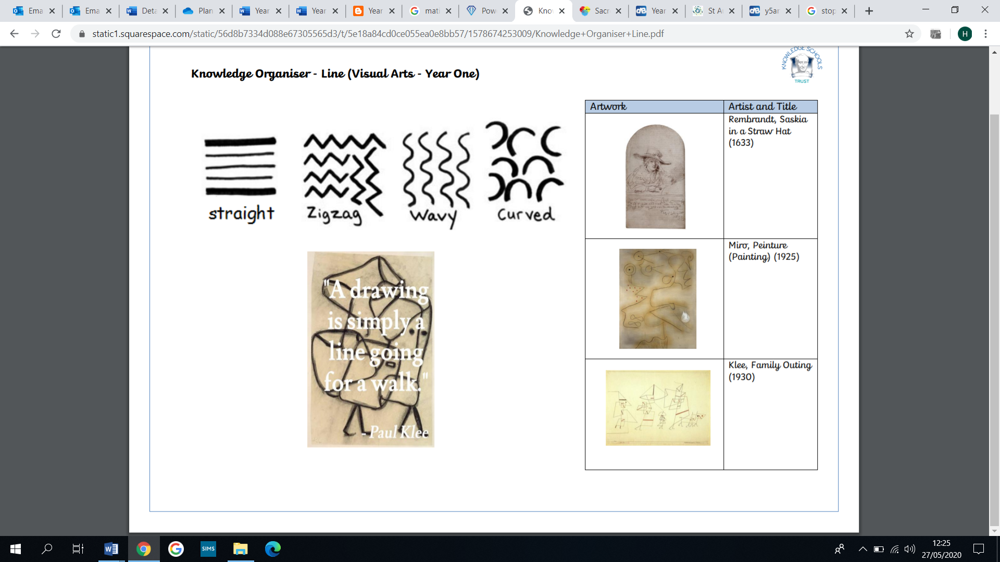 Ema
Ema
Deta
Plan
Year
Year
Year
mati
Pow
Kno
Sacr
Year
St A
y5ar
stop
static1.squarespace.com/static/56d8b7334d088e67305565d3/t/5e18a84cd0ce055ea0e8bb57/1578674253009/Knowledge+Organiser+Line.pdf
H
KNOWLEDGE SCHOOLS
TRUST
Knowledge Organiser - Line (Visual Arts - Year One)
straight
Zigzag
Wavy
Curved
"A drawing
is simply a
line going
for a walk."
- Paul Klee
Artwork
Artist and Title
Rembrandt, Saskia
in a Straw Hat
(1633)
Miro, Peinture
(Painting) (1925)
Klee, Family Outing
(1930)
SIMS
12:25
27/05/2020